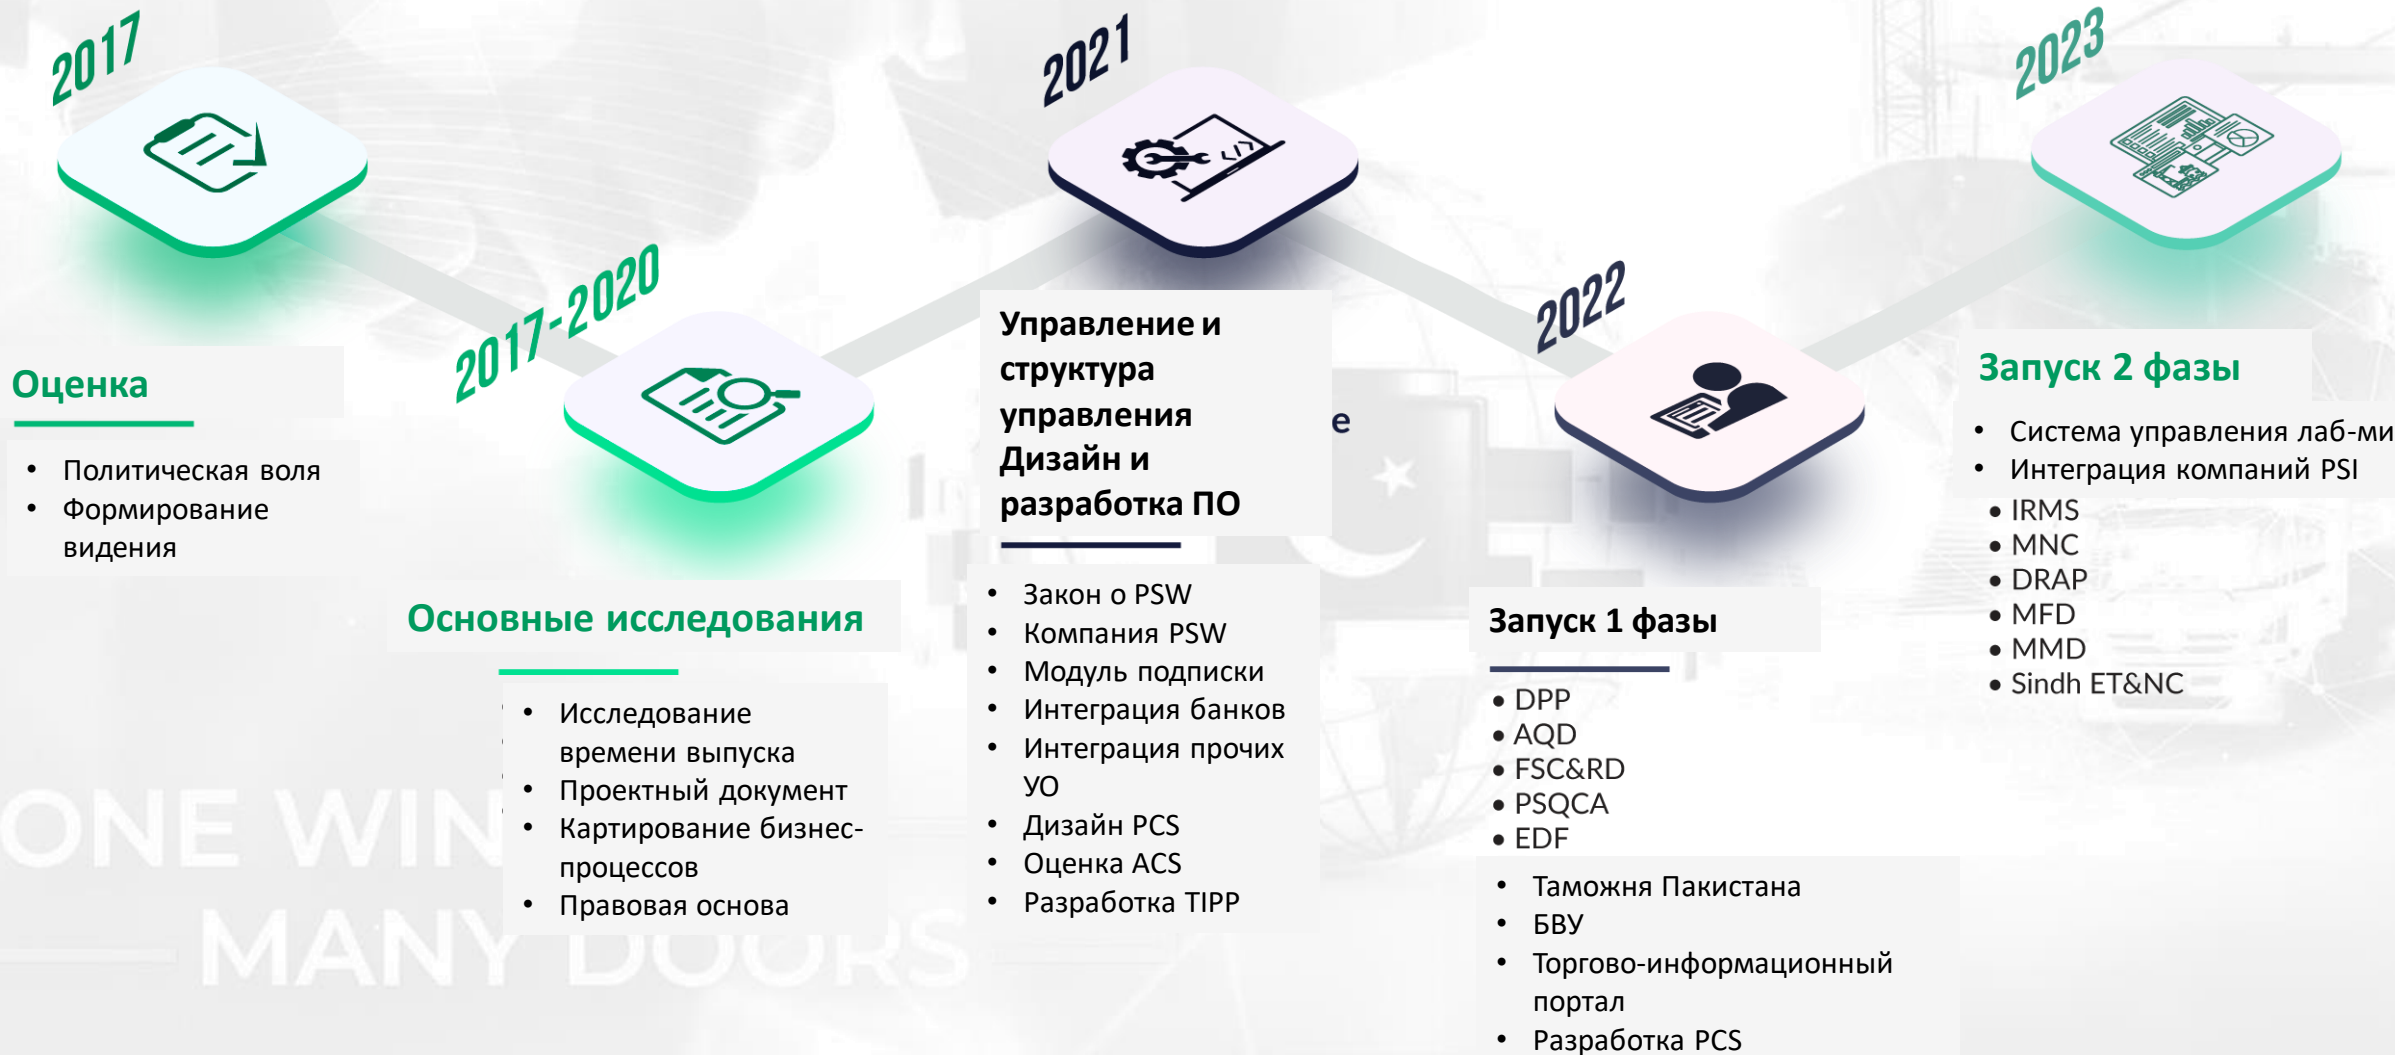 2017
Оценка
• Политическая воля
• Формирование
видения
2017-2020
Основные исследования
• Исследование
времени выпуска
• Проектный документ
• Картирование бизнес-
процессов
• Правовая основа
2021
Управление и
структура
управления
Дизайн и
разработка ПО
e
• Закон о PSW
• Компания PSW
• Модуль подписки
• Интеграция банков
• Интеграция прочих
УО
• Дизайн PCS
• Оценка ACS
• Разработка TIPP
2022
Запуск 1 фазы
• DPP
• AQD
• FSC&RD
• PSQCA
• EDF
• Таможня Пакистана
• БВУ
• Торгово-информационный
портал
• Разработка PCS
2023
Запуск 2 фазы
• Система управления лаб-ми
• Интеграция компаний PSI
• IRMS
• MNC
• DRAP
• MFD
• MMD
• Sindh ET&NC
ONE WIN
MANY DOORS